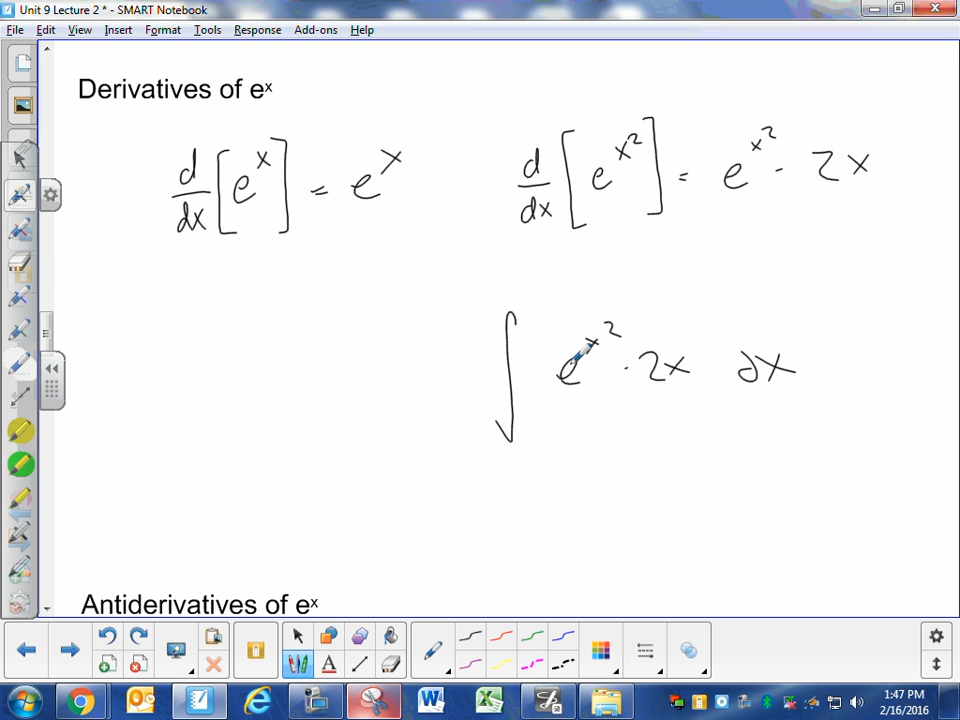 Unit 9 Lecture 2 * - SMART Notebook
File Edit View Insert Format Tools Response Add-ons Help
Derivatives of eˣ
d/dx [eˣ] = eˣ
d/dx [e^x²] = e^x² · 2x
∫ e^x² · 2x dx
Antiderivatives of eˣ
A
1:47 PM
2/16/2016